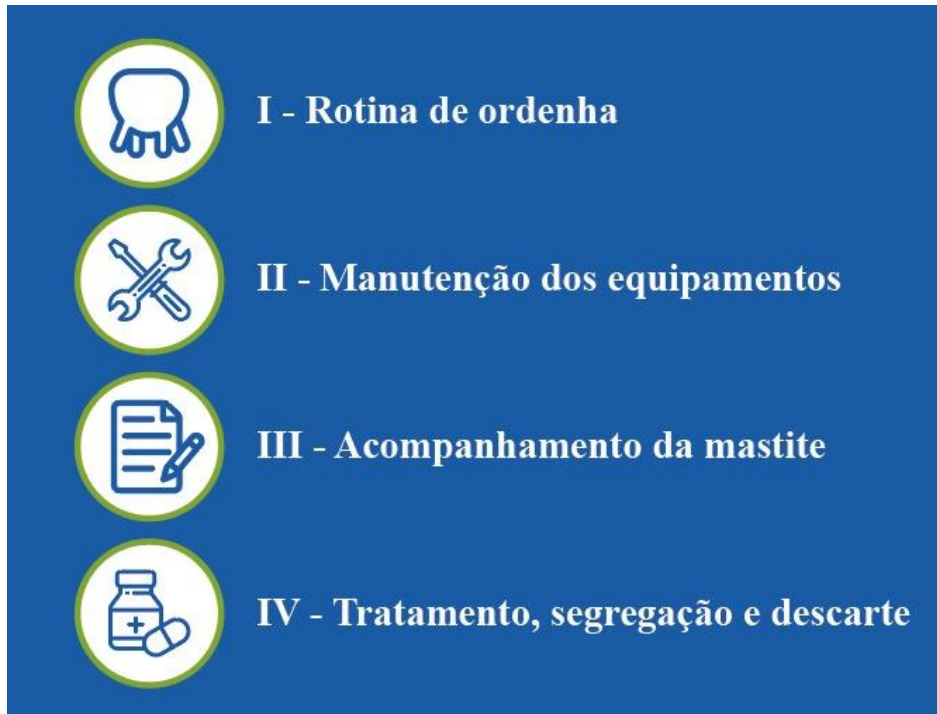 I - Rotina de ordenha
II - Manutenção dos equipamentos
III - Acompanhamento da mastite
IV - Tratamento, segregação e descarte